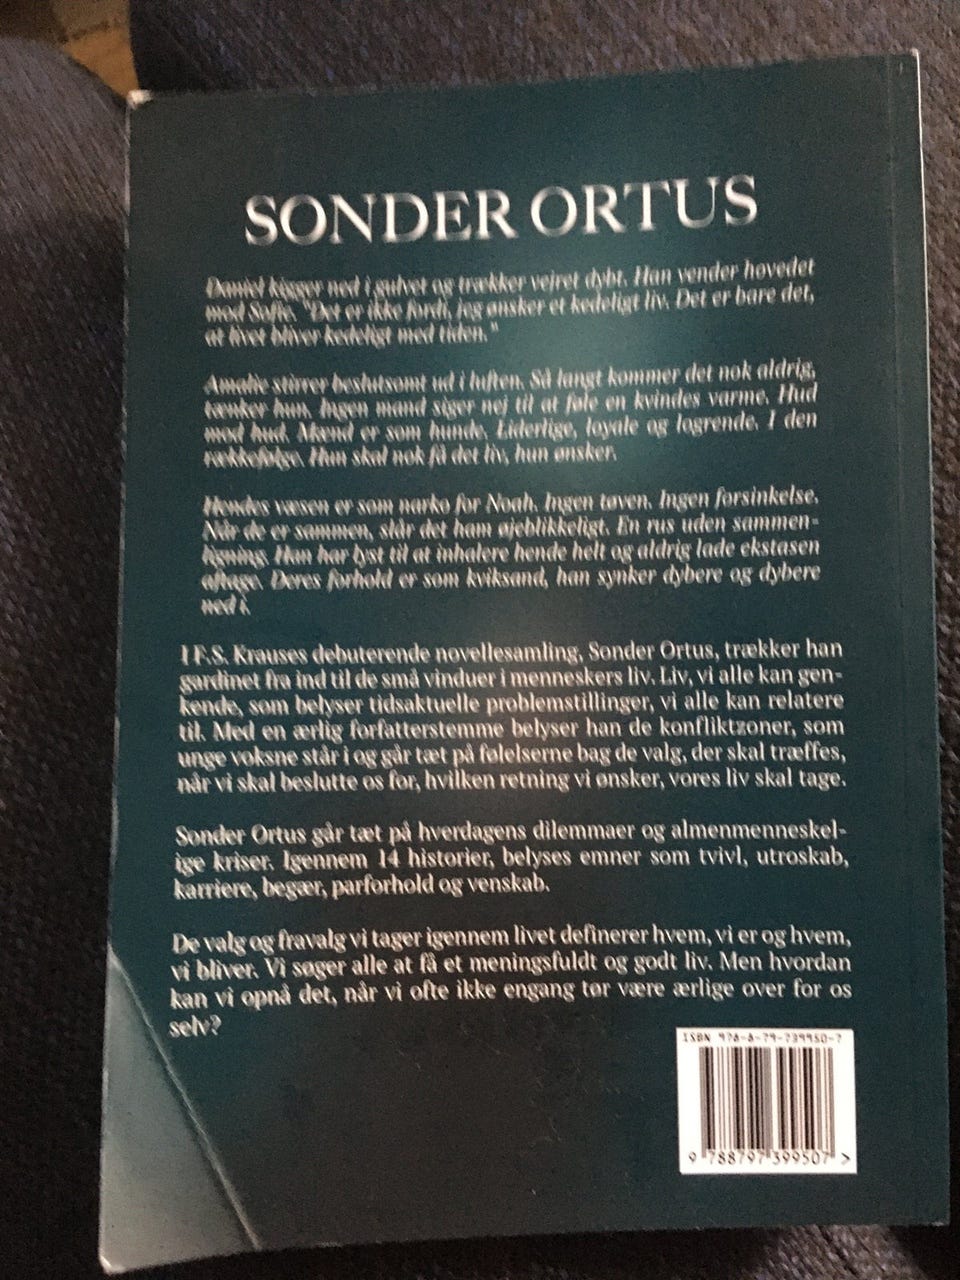 SONDER ORTUS
Daniel kigger ned i gulvet og trækker vejret dybt. Han vender hovedet
mod Sofie. "Det er ikke fordi, jeg ønsker et kedeligt liv. Det er bare det,
at livet bliver kedeligt med tiden."
Amalie stirrer beslutsomt ud i luften. Så langt kommer det nok aldrig,
tænker hun. Ingen mand siger nej til at føle en kvindes varme. Hud
mod hud. Mænd er som hunde. Liderlige, loyale og logrende. I den
rækkefølge. Hun skal nok få det liv, hun ønsker.
Hendes væsen er som narko for Noah. Ingen tøven. Ingen forsinkelse.
Når de er sammen, slår det ham øjeblikkeligt. En rus uden sammen-
ligning. Han har lyst til at inhalere hende helt og aldrig lade ekstasen
aftage. Deres forhold er som kviksand, han synker dybere og dybere
ned i.
I F.S. Krauses debuterende novellesamling, Sonder Ortus, trækker han
gardinet fra ind til de små vinduer i menneskers liv. Liv, vi alle kan gen-
kende, som belyser tidsaktuelle problemstillinger, vi alle kan relatere
til. Med en ærlig forfatterstemme belyser han de konfliktzoner, som
unge voksne står i og går tæt på følelserne bag de valg, der skal træffes,
når vi skal beslutte os for, hvilken retning vi ønsker, vores liv skal tage.
Sonder Ortus går tæt på hverdagens dilemmaer og almenmenneskel-
ige kriser. Igennem 14 historier, belyses emner som tvivl, utroskab,
karriere, begær, parforhold og venskab.
De valg og fravalg vi tager igennem livet definerer hvem, vi er og hvem,
vi bliver. Vi søger alle at få et meningsfuldt og godt liv. Men hvordan
kan vi opnå det, når vi ofte ikke engang tør være ærlige over for os
selv?
ISBN
9 788797 399507 >